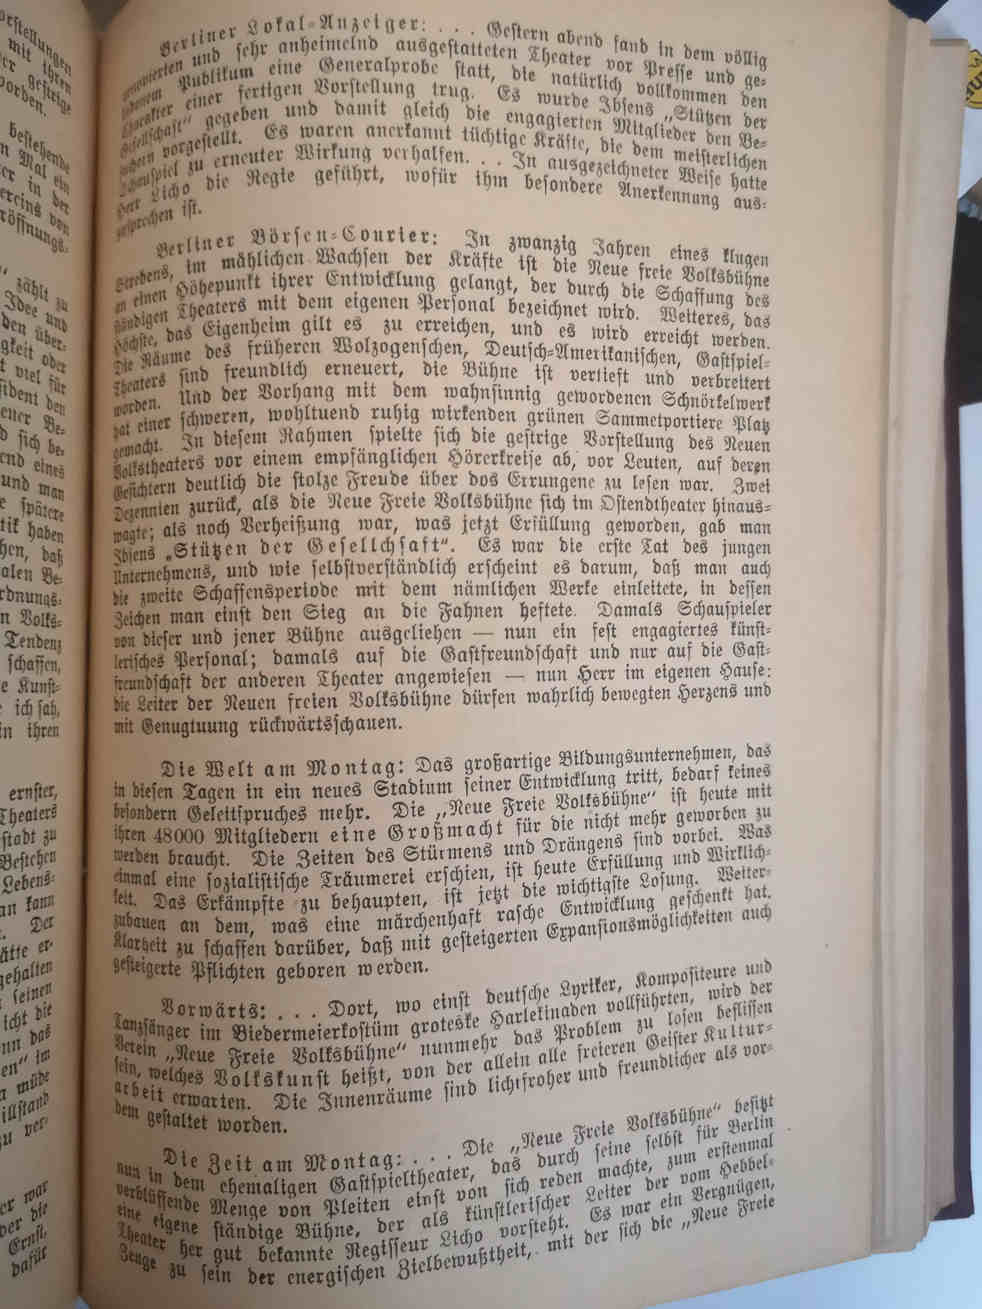 Berliner Lokal-Anzeiger: . . . Gestern abend fand in dem völlig
renovierten und sehr anheimelnd ausgestatteten Theater vor Presse und ge-
ladenem Publikum eine Generalprobe statt, die natürlich vollkommen den
Charakter einer fertigen Vorstellung trug. Es wurde Ibsens „Stützen der
Gesellschaft“ gegeben und damit gleich die engagierten Mitglieder den Be-
suchern vorgestellt. Es waren anerkannt tüchtige Kräfte, die dem meisterlichen
Schauspiel zu erneuter Wirkung verhalfen. . . In ausgezeichneter Weise hatte
Herr Licho die Regie geführt, wofür ihm besondere Anerkennung aus-
gesprochen ist.
Berliner Börsen-Courier: In zwanzig Jahren eines klugen
Strebens, im mählichen Wachsen der Kräfte ist die Neue freie Volksbühne
an einen Höhepunkt ihrer Entwicklung gelangt, der durch die Schaffung des
ständigen Theaters mit dem eigenen Personal bezeichnet wird. Weiteres, das
Höchste, das Eigenheim gilt es zu erreichen, und es wird erreicht werden.
Die Räume des früheren Wolzogenschen, Deutsch-Amerikanischen, Gastspiel-
Theaters sind freundlich erneuert, die Bühne ist vertieft und verbreitert
worden. Und der Vorhang mit dem wahnsinnig gewordenen Schnörkelwerk
hat einer schweren, wohltuend ruhig wirkenden grünen Sammetportiere Platz
gemacht. In diesem Rahmen spielte sich die gestrige Vorstellung des Neuen
Volkstheaters vor einem empfänglichen Hörerkreise ab, vor Leuten, auf deren
Gesichtern deutlich die stolze Freude über das Errungene zu lesen war. Zwei
Dezennien zurück, als die Neue Freie Volksbühne sich im Ostendtheater hinaus-
wagte; als noch Verheißung war, was jetzt Erfüllung geworden, gab man
Ibsens „Stützen der Gesellchsaft“. Es war die erste Tat des jungen
Unternehmens, und wie selbstverständlich erscheint es darum, daß man auch
die zweite Schaffensperiode mit dem nämlichen Werke einleitete, in dessen
Zeichen man einst den Sieg an die Fahnen heftete. Damals Schauspieler
von dieser und jener Bühne ausgeliehen — nun ein fest engagiertes künst-
lerisches Personal; damals auf die Gastfreundschaft und nur auf die Gast-
freundschaft der anderen Theater angewiesen — nun Herr im eigenen Hause:
die Leiter der Neuen freien Volksbühne dürfen wahrlich bewegten Herzens und
mit Genugtuung rückwärtsschauen.
Die Welt am Montag: Das großartige Bildungsunternehmen, das
in diesen Tagen in ein neues Stadium seiner Entwicklung tritt, bedarf keines
besondern Geleitspruches mehr. Die „Neue Freie Volksbühne“ ist heute mit
ihren 48000 Mitgliedern eine Großmacht für die nicht mehr geworben zu
werden braucht. Die Zeiten des Stürmens und Drängens sind vorbei. Was
einmal eine sozialistische Träumerei erschien, ist heute Erfüllung und Wirklich-
keit. Das Erkämpfte zu behaupten, ist jetzt die wichtigste Losung. Weiter-
zubauen an dem, was eine märchenhaft rasche Entwicklung geschenkt hat.
Klarheit zu schaffen darüber, daß mit gesteigerten Expansionsmöglichkeiten auch
gesteigerte Pflichten geboren werden.
Vorwärts: . . . Dort, wo einst deutsche Lyriker, Kompositeure und
Tanzsänger im Biedermeierkostüm groteske Harlekinaden vollführten, wird der
Verein „Neue Freie Volksbühne“ nunmehr das Problem zu lösen beflissen
sein, welches Volkskunst heißt, von der allein alle freieren Geister Kultur-
arbeit erwarten. Die Innenräume sind lichtfroher und freundlicher als vor-
dem gestaltet worden.
Die Zeit am Montag: . . . Die „Neue Freie Volksbühne“ besitzt
nun in dem ehemaligen Gastspieltheater, das durch seine selbst für Berlin
verblüffende Menge von Pleiten einst von sich reden machte, zum erstenmal
eine eigene ständige Bühne, der als künstlerischer Leiter der vom Hebbel-
Theater her gut bekannte Regisseur Licho vorsteht. Es war ein Vergnügen,
Zeuge zu sein der energischen Zielbewußtheit, mit der sich die „Neue Freie